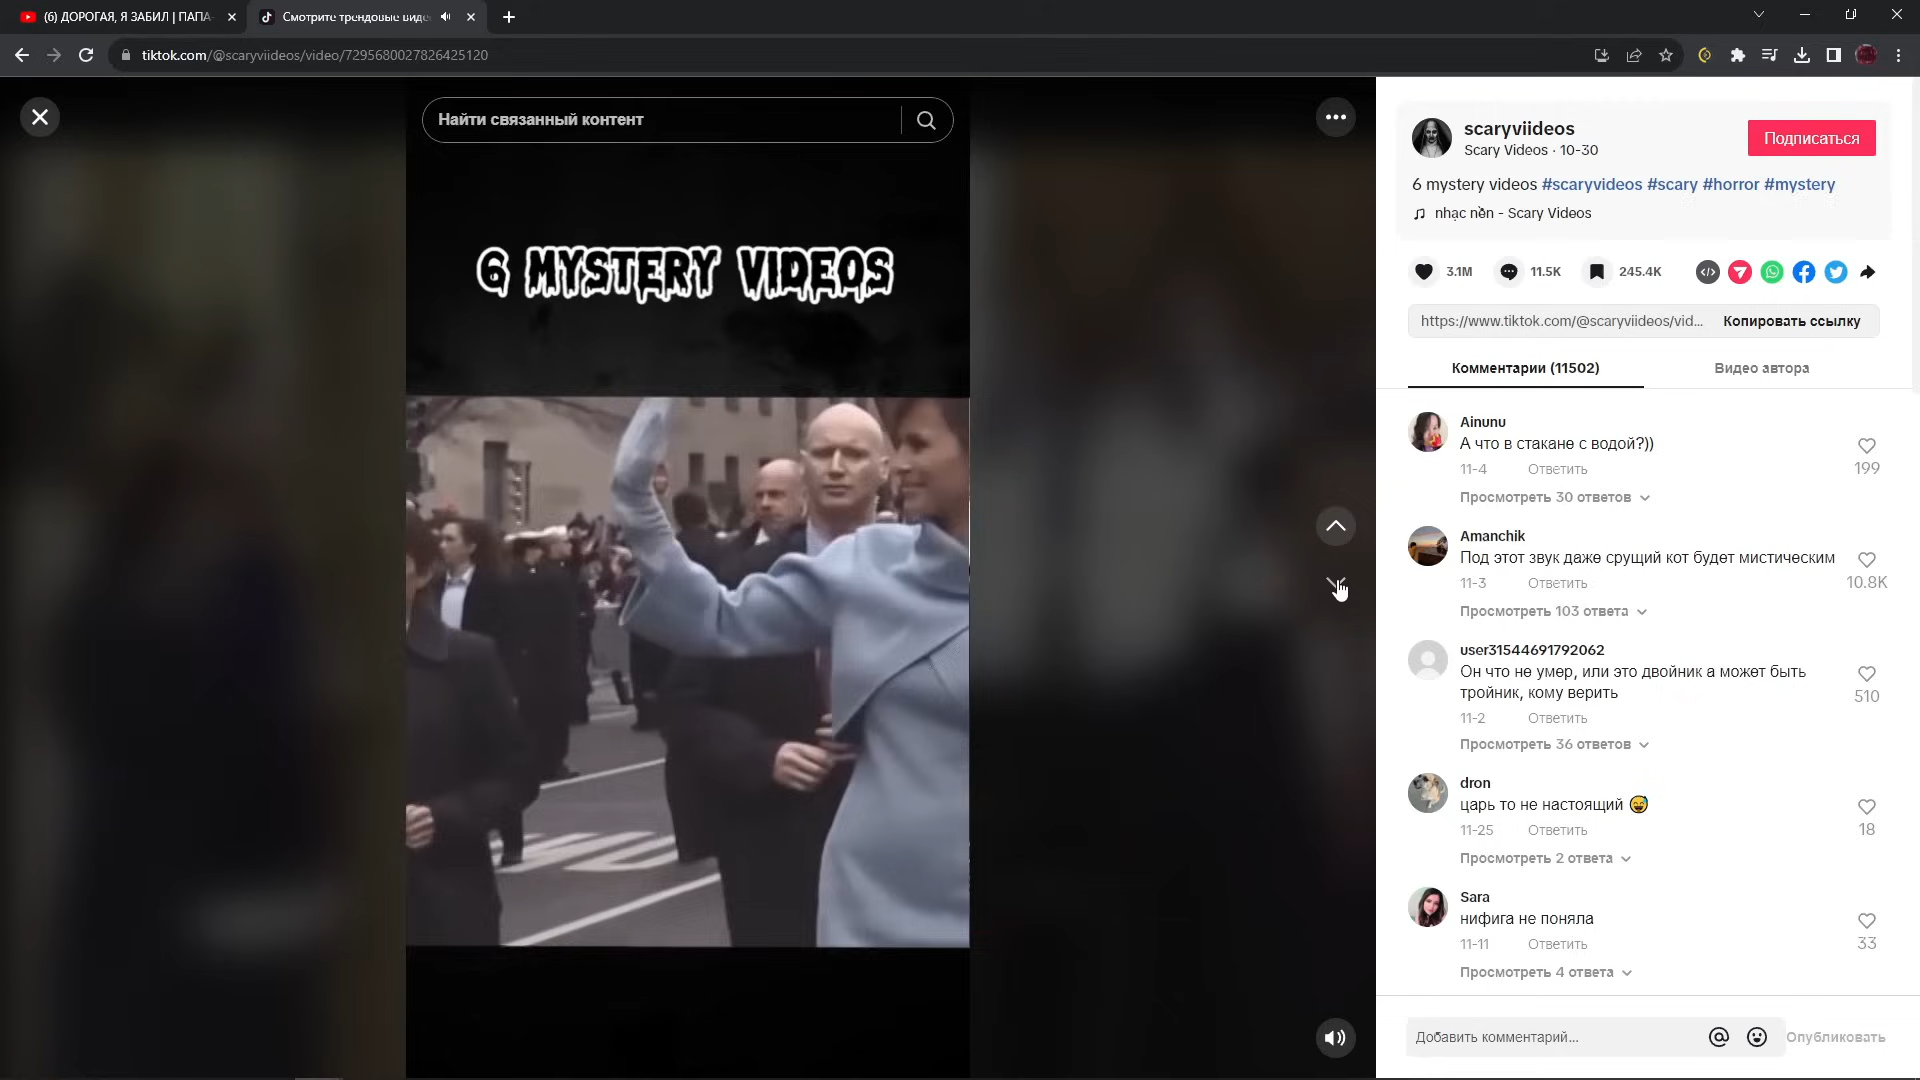 (6) ДОРОГАЯ, Я ЗАБИЛ | ПАПА-
Смотрите трендовые виде
tiktok.com/@scaryviideos/video/7295680027826425120
Найти связанный контент
6 MYSTERY VIDEOS
scaryviideos
Scary Videos · 10-30
Подписаться
6 mystery videos #scaryvideos #scary #horror #mystery
nhạc nền - Scary Videos
3.1M
11.5K
245.4K
https://www.tiktok.com/@scaryviideos/vid...
Копировать ссылку
Комментарии (11502)
Видео автора
Ainunu
А что в стакане с водой?))
11-4 Ответить
199
Просмотреть 30 ответов
Amanchik
Под этот звук даже срущий кот будет мистическим
11-3 Ответить
10.8K
Просмотреть 103 ответа
user31544691792062
Он что не умер, или это двойник а может быть
тройник, кому верить
11-2 Ответить
510
Просмотреть 36 ответов
dron
царь то не настоящий 😅
11-25 Ответить
18
Просмотреть 2 ответа
Sara
нифига не поняла
11-11 Ответить
33
Просмотреть 4 ответа
Добавить комментарий...
Опубликовать